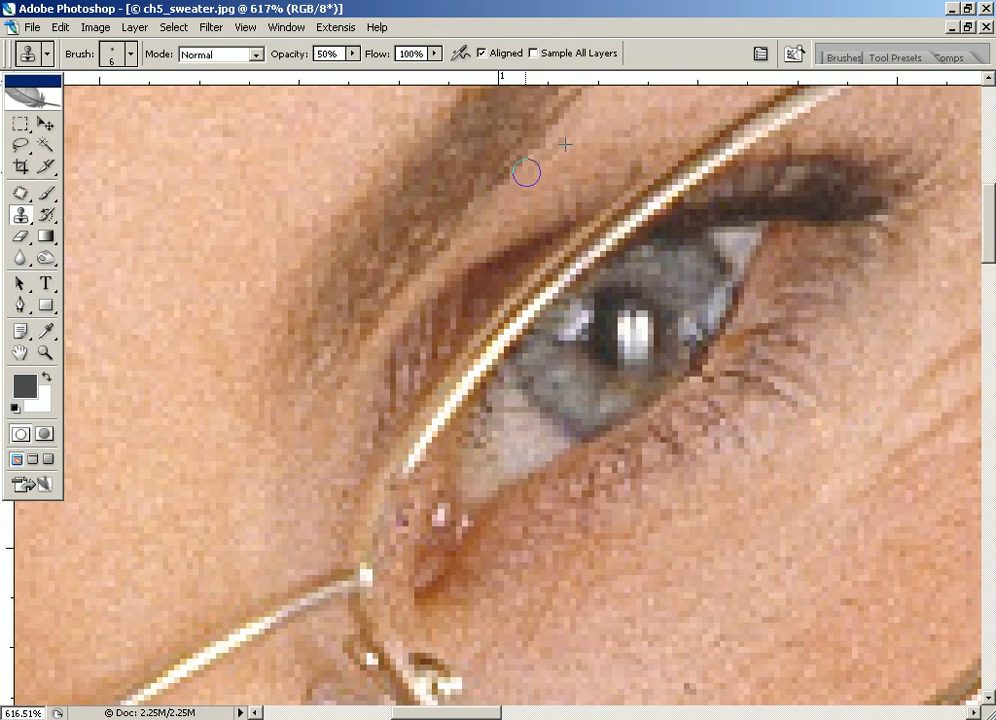 Adobe Photoshop - [© ch5_sweater.jpg @ 617% (RGB/8*)]
File Edit Image Layer Select Filter View Window Extensis Help
Brush: 6 Mode: Normal Opacity: 50% Flow: 100% Aligned Sample All Layers Brushes Tool Presets Comps
1
T
616.51% © Doc: 2.25M/2.25M